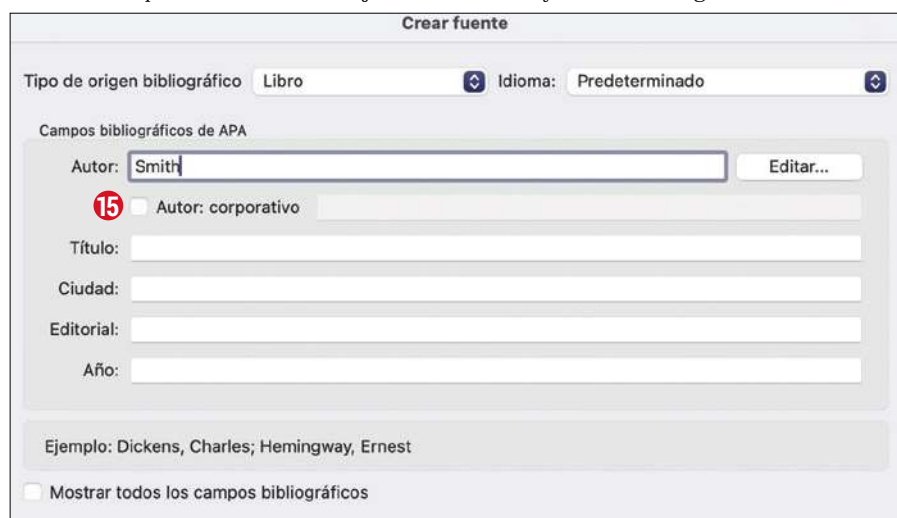 Crear fuente
Tipo de origen bibliográfico Libro Idioma: Predeterminado
Campos bibliográficos de APA
Autor: Smith Editar...
15 Autor: corporativo
Título:
Ciudad:
Editorial:
Año:
Ejemplo: Dickens, Charles; Hemingway, Ernest
Mostrar todos los campos bibliográficos